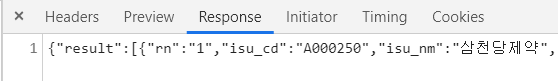 Headers Preview Response Initiator Timing Cookies
1 {"result":[{"rn":"1","isu_cd":"A000250","isu_nm":"삼천당제약",